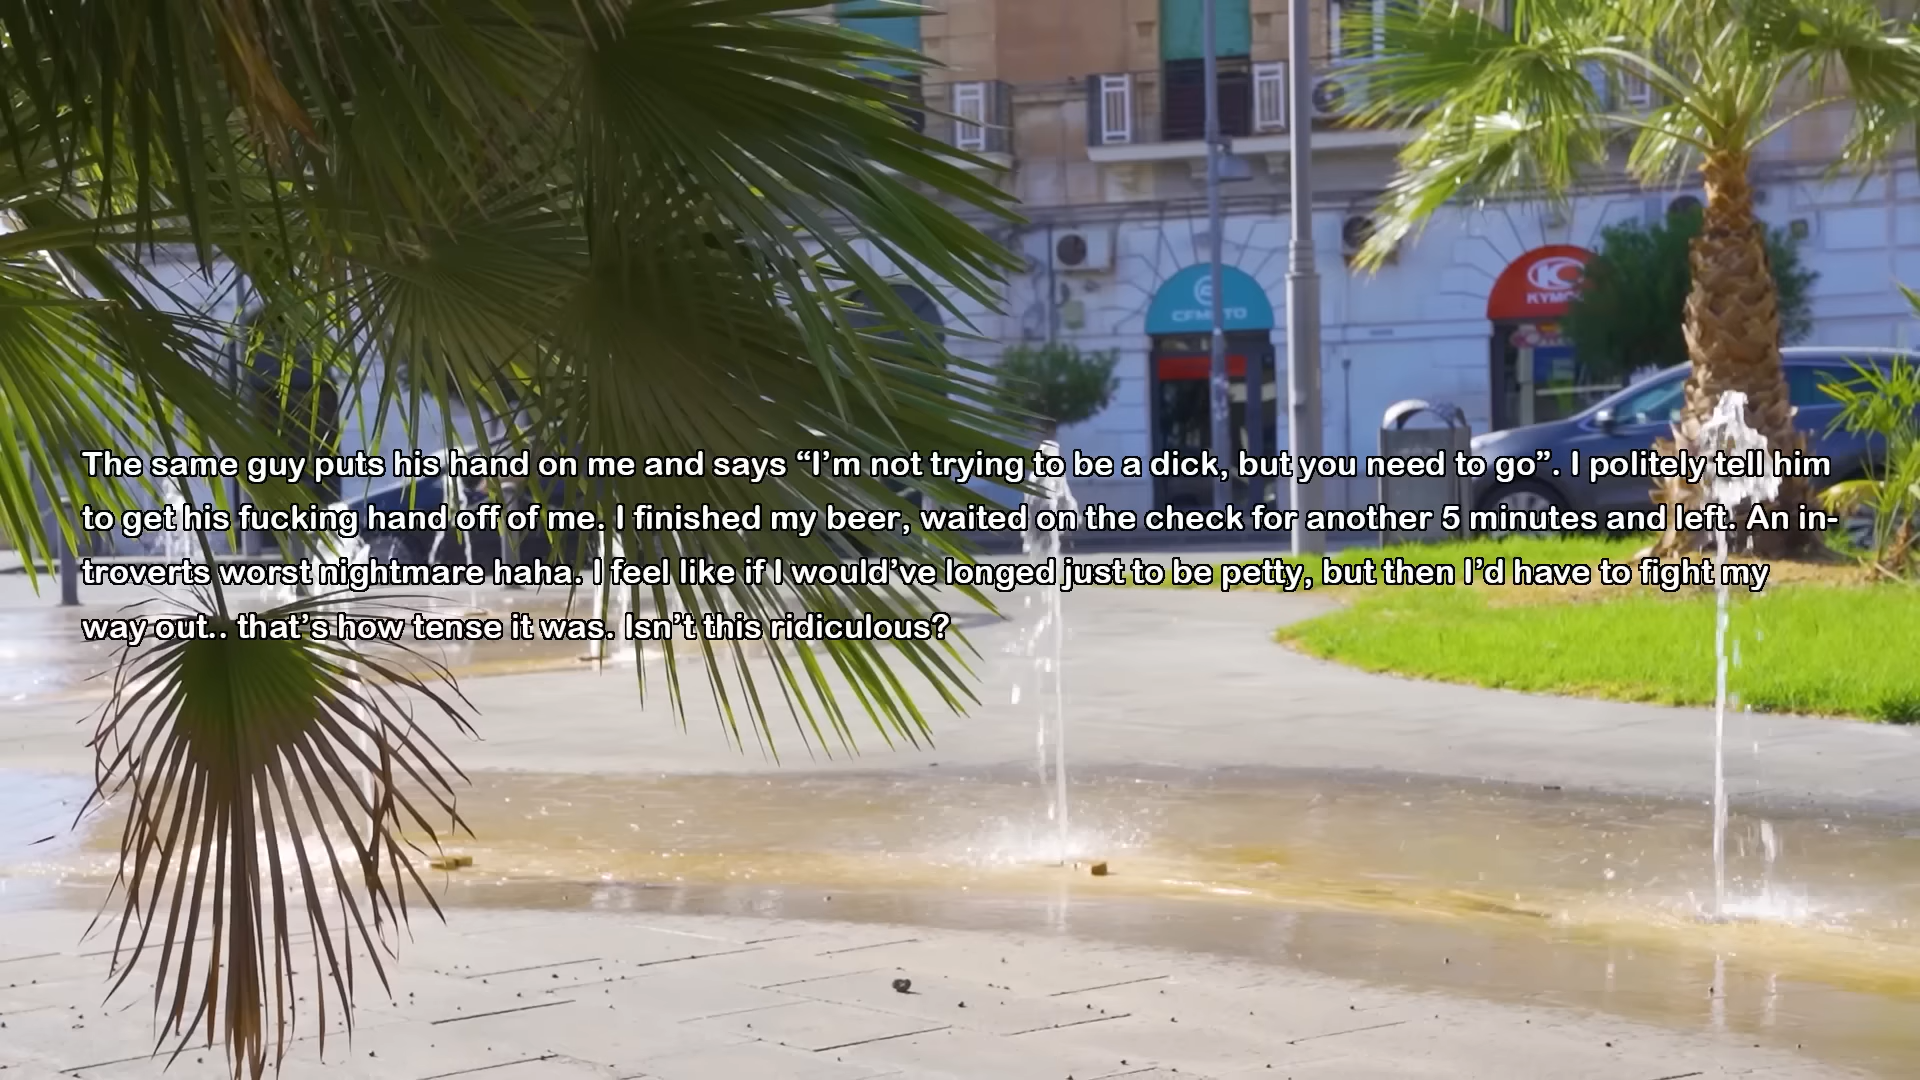 CFMOTO
KYMCO
The same guy puts his hand on me and says “I’m not trying to be a dick, but you need to go”. I politely tell him
to get his fucking hand off of me. I finished my beer, waited on the check for another 5 minutes and left. An in-
troverts worst nightmare haha. I feel like if I would’ve longed just to be petty, but then I’d have to fight my
way out.. that’s how tense it was. Isn’t this ridiculous?